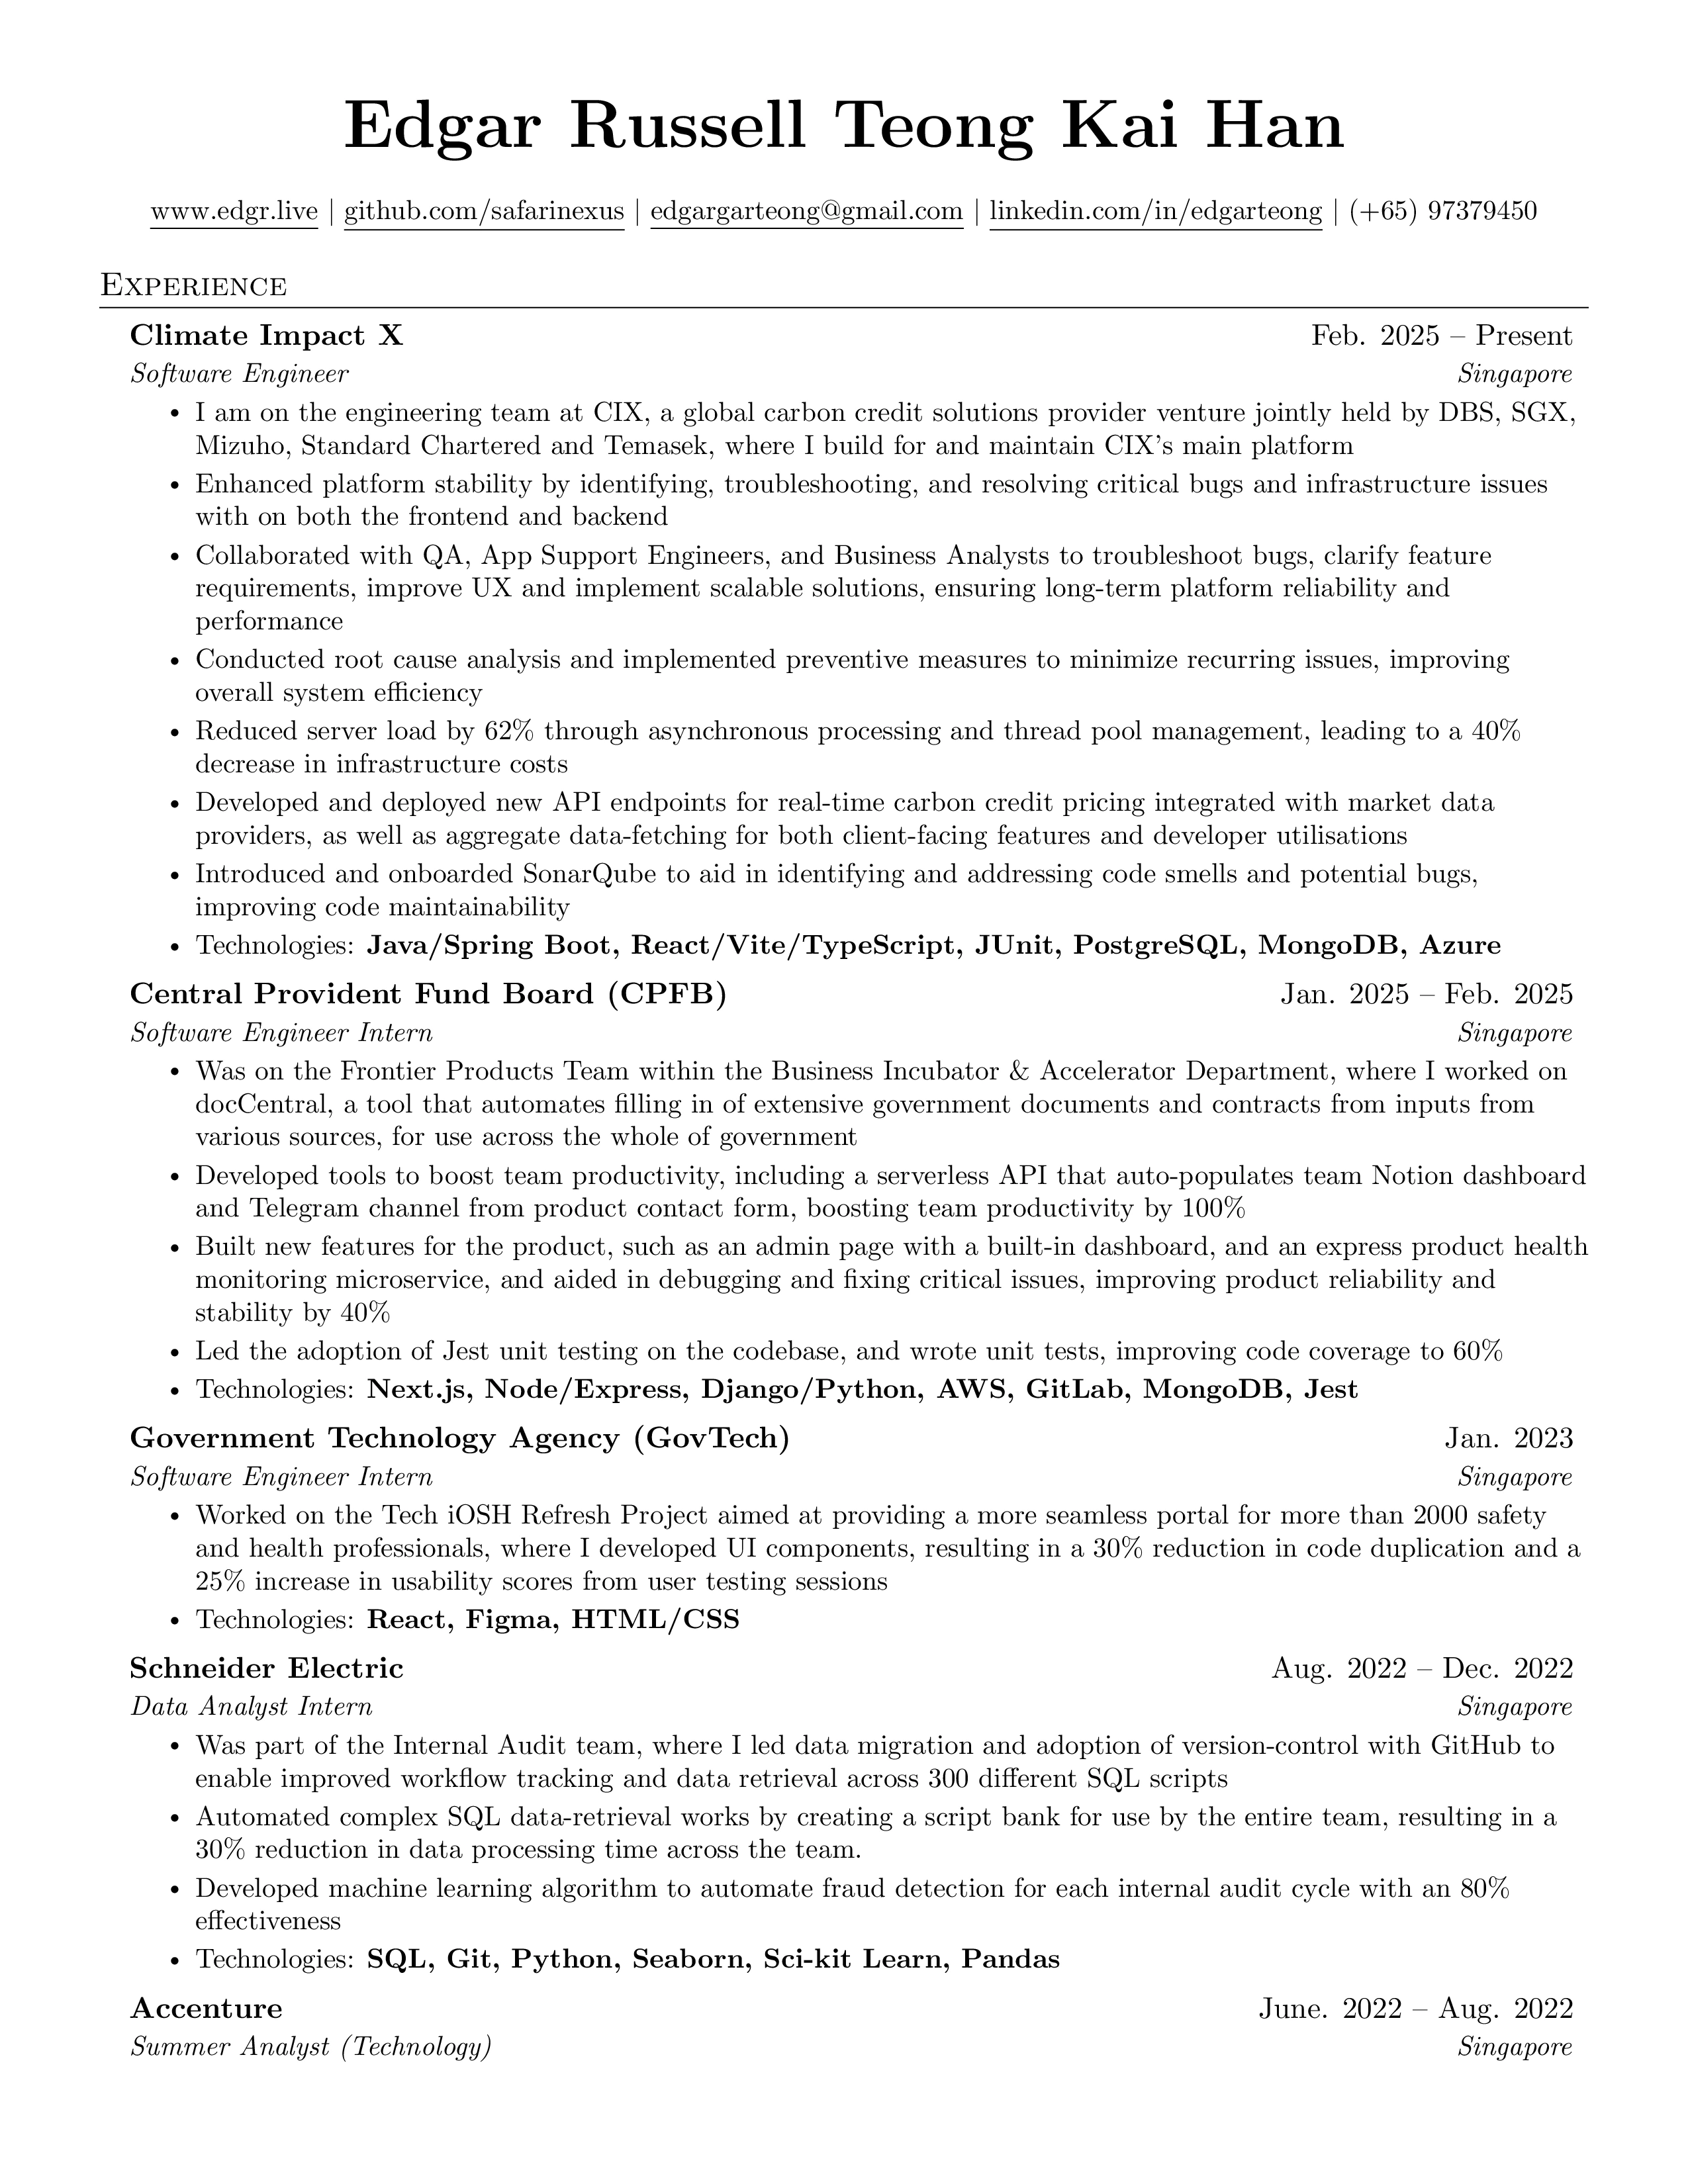 Edgar Russell Teong Kai Han
www.edgr.live | github.com/safarinexus | edgargarteong@gmail.com | linkedin.com/in/edgarteong | (+65) 97379450
Experience
Climate Impact X Feb. 2025 – Present
Software Engineer Singapore
• I am on the engineering team at CIX, a global carbon credit solutions provider venture jointly held by DBS, SGX,
Mizuho, Standard Chartered and Temasek, where I build for and maintain CIX's main platform
• Enhanced platform stability by identifying, troubleshooting, and resolving critical bugs and infrastructure issues
with on both the frontend and backend
• Collaborated with QA, App Support Engineers, and Business Analysts to troubleshoot bugs, clarify feature
requirements, improve UX and implement scalable solutions, ensuring long-term platform reliability and
performance
• Conducted root cause analysis and implemented preventive measures to minimize recurring issues, improving
overall system efficiency
• Reduced server load by 62% through asynchronous processing and thread pool management, leading to a 40%
decrease in infrastructure costs
• Developed and deployed new API endpoints for real-time carbon credit pricing integrated with market data
providers, as well as aggregate data-fetching for both client-facing features and developer utilisations
• Introduced and onboarded SonarQube to aid in identifying and addressing code smells and potential bugs,
improving code maintainability
• Technologies: Java/Spring Boot, React/Vite/TypeScript, JUnit, PostgreSQL, MongoDB, Azure
Central Provident Fund Board (CPFB) Jan. 2025 – Feb. 2025
Software Engineer Intern Singapore
• Was on the Frontier Products Team within the Business Incubator & Accelerator Department, where I worked on
docCentral, a tool that automates filling in of extensive government documents and contracts from inputs from
various sources, for use across the whole of government
• Developed tools to boost team productivity, including a serverless API that auto-populates team Notion dashboard
and Telegram channel from product contact form, boosting team productivity by 100%
• Built new features for the product, such as an admin page with a built-in dashboard, and an express product health
monitoring microservice, and aided in debugging and fixing critical issues, improving product reliability and
stability by 40%
• Led the adoption of Jest unit testing on the codebase, and wrote unit tests, improving code coverage to 60%
• Technologies: Next.js, Node/Express, Django/Python, AWS, GitLab, MongoDB, Jest
Government Technology Agency (GovTech) Jan. 2023
Software Engineer Intern Singapore
• Worked on the Tech iOSH Refresh Project aimed at providing a more seamless portal for more than 2000 safety
and health professionals, where I developed UI components, resulting in a 30% reduction in code duplication and a
25% increase in usability scores from user testing sessions
• Technologies: React, Figma, HTML/CSS
Schneider Electric Aug. 2022 – Dec. 2022
Data Analyst Intern Singapore
• Was part of the Internal Audit team, where I led data migration and adoption of version-control with GitHub to
enable improved workflow tracking and data retrieval across 300 different SQL scripts
• Automated complex SQL data-retrieval works by creating a script bank for use by the entire team, resulting in a
30% reduction in data processing time across the team.
• Developed machine learning algorithm to automate fraud detection for each internal audit cycle with an 80%
effectiveness
• Technologies: SQL, Git, Python, Seaborn, Sci-kit Learn, Pandas
Accenture June. 2022 – Aug. 2022
Summer Analyst (Technology) Singapore